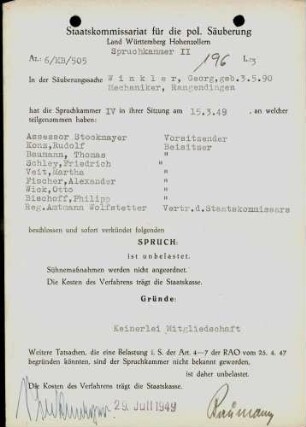 Staatskommissariat für die pol. Säuberung
Land Württemberg Hohenzollern
Spruchkammer II
Az.: 6/KB/505 196 L/3
In der Säuberungssache Winkler, Georg, geb. 3.5.90
Mechaniker, Rangendingen
hat die Spruchkammer IV in ihrer Sitzung am 15.3.49, an welcher
teilgenommen haben:
Assessor Stockmayer Vorsitzender
Konz, Rudolf Beisitzer
Baumann, Thomas "
Schley, Friedrich "
Veit, Martha "
Fischer, Alexander "
Wick, Otto "
Bischoff, Philipp "
Reg. Amtmann Wolfstetter Vertr.d.Staatskommissars
beschlossen und sofort verkündet folgenden
SPRUCH:
ist unbelastet.
Sühnemaßnahmen werden nicht angeordnet.
Die Kosten des Verfahrens trägt die Staatskasse.
Gründe:
Keinerlei Mitgliedschaft
Weitere Tatsachen, die eine Belastung i. S. der Art. 4—7 der RAO vom 25. 4. 47
begründen könnten, sind der Spruchkammer nicht bekannt geworden.
ist daher unbelastet.
Die Kosten des Verfahrens trägt die Staatskasse.
29. JULI 1949 Baumann